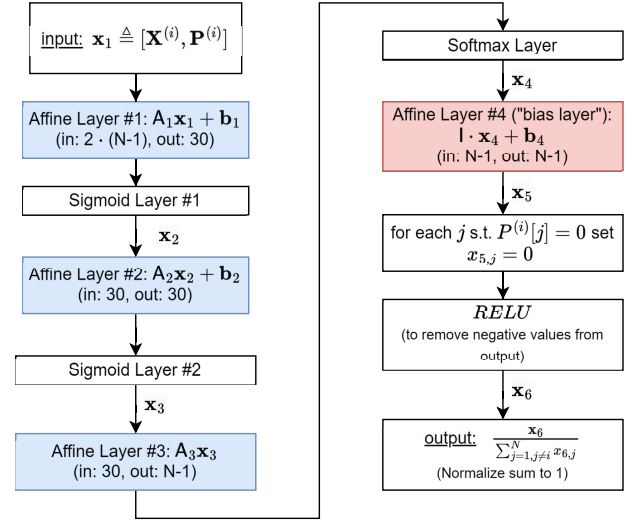 input: x₁ ≜ [X⁽ⁱ⁾, P⁽ⁱ⁾]
Affine Layer #1: A₁x₁ + b₁
(in: 2 · (N-1), out: 30)
Sigmoid Layer #1
x₂
Affine Layer #2: A₂x₂ + b₂
(in: 30, out: 30)
Sigmoid Layer #2
x₃
Affine Layer #3: A₃x₃
(in: 30, out: N-1)
Softmax Layer
x₄
Affine Layer #4 ("bias layer"):
I · x₄ + b₄
(in: N-1, out: N-1)
x₅
for each j s.t. P⁽ⁱ⁾[j] = 0 set
x₅,ⱼ = 0
RELU
(to remove negative values from
output)
x₆
output: x₆ / ∑ᴺⱼ₌₁,ⱼ≠ᵢ x₆,ⱼ
(Normalize sum to 1)